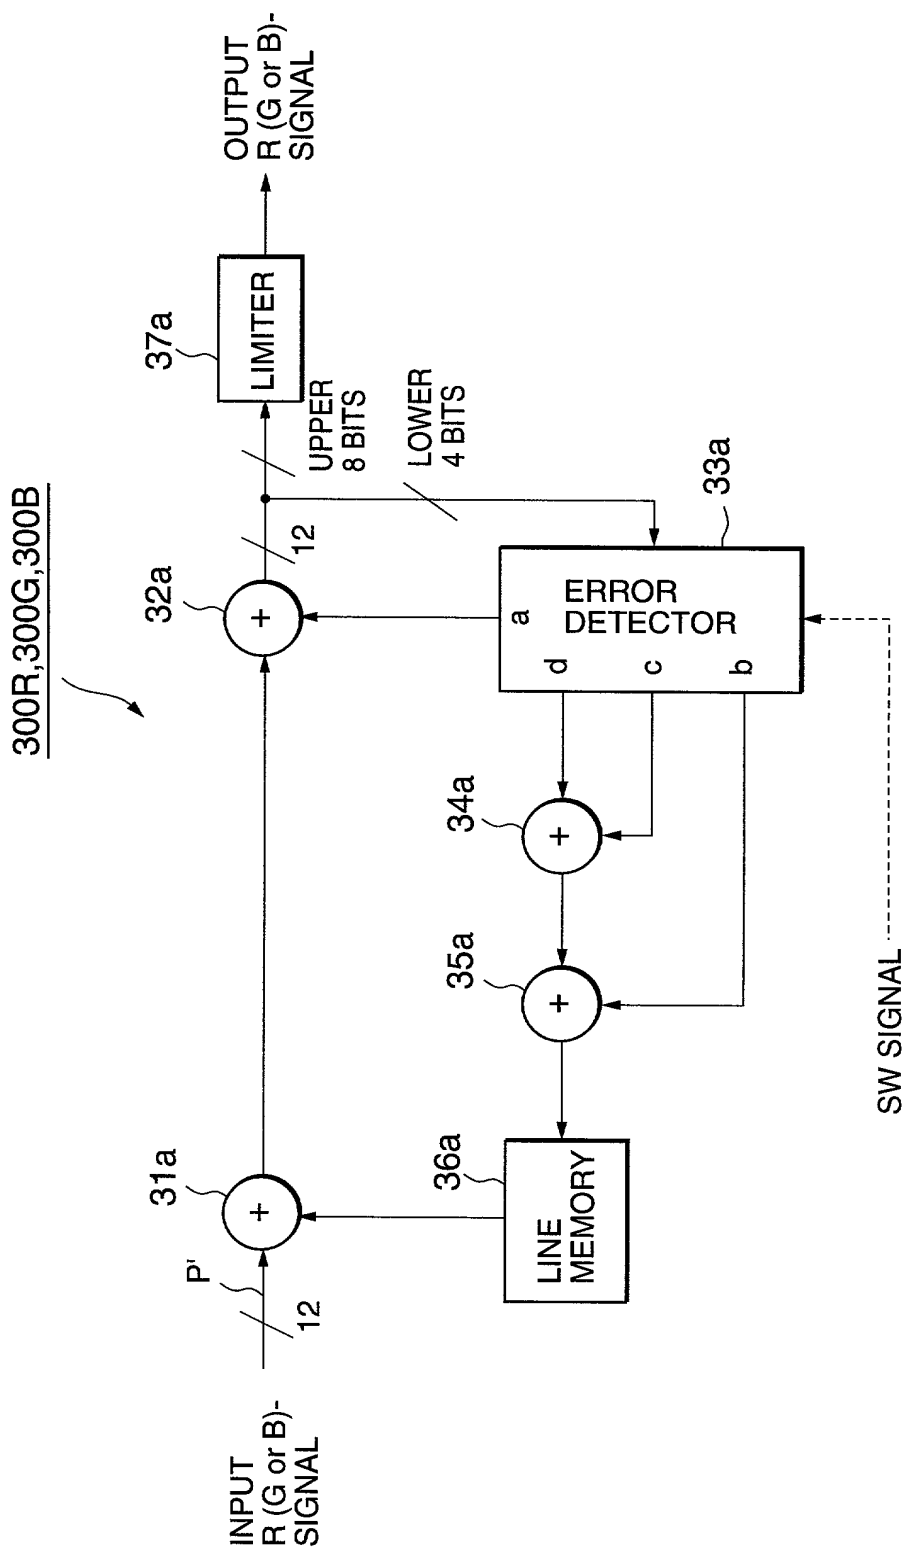 300R,300G,300B
INPUT
R (G or B)-
SIGNAL
P'
12
31a
+
32a
+
12
UPPER
8 BITS
37a
LIMITER
OUTPUT
R (G or B)-
SIGNAL
LOWER
4 BITS
33a
ERROR
DETECTOR
a
d
c
b
34a
+
35a
+
36a
LINE
MEMORY
SW SIGNAL